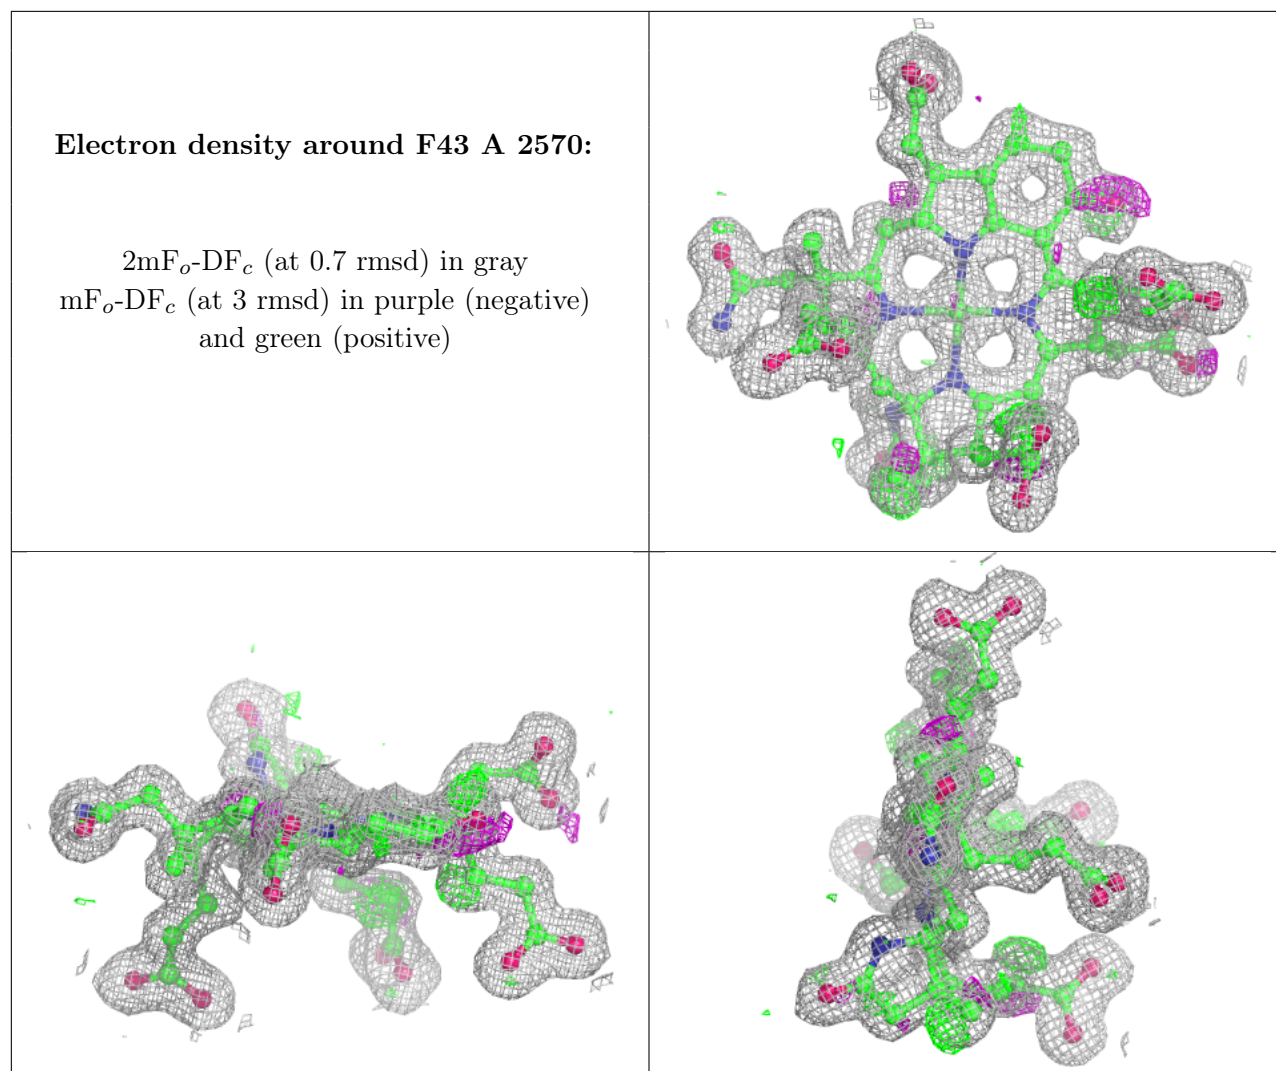 Electron density around F43 A 2570:
2mFo-DFc (at 0.7 rmsd) in gray
mFo-DFc (at 3 rmsd) in purple (negative)
and green (positive)